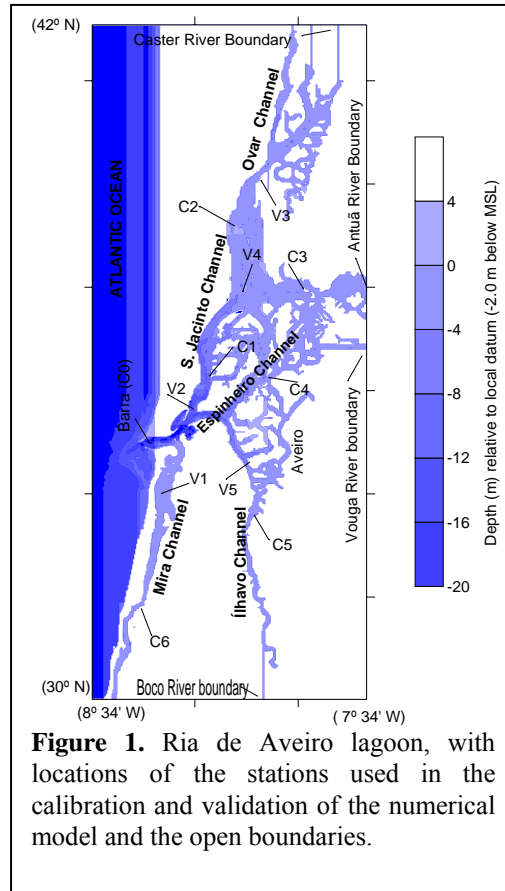 (42º N)
Caster River Boundary
ATLANTIC OCEAN
Ovar Channel
C2
V3
Antuã River Boundary
V4
C3
S. Jacinto Channel
C1
Espinheiro Channel
V2
C4
Barra (C0)
V1
V5
Aveiro
Vouga River boundary
Mira Channel
Ílhavo Channel
C5
C6
(30º N)
Boco River boundary
(8º 34' W)
( 7º 34' W)
4
0
-4
-8
-12
-16
-20
Depth (m) relative to local datum (-2.0 m below MSL)
Figure 1. Ria de Aveiro lagoon, with
locations of the stations used in the
calibration and validation of the numerical
model and the open boundaries.